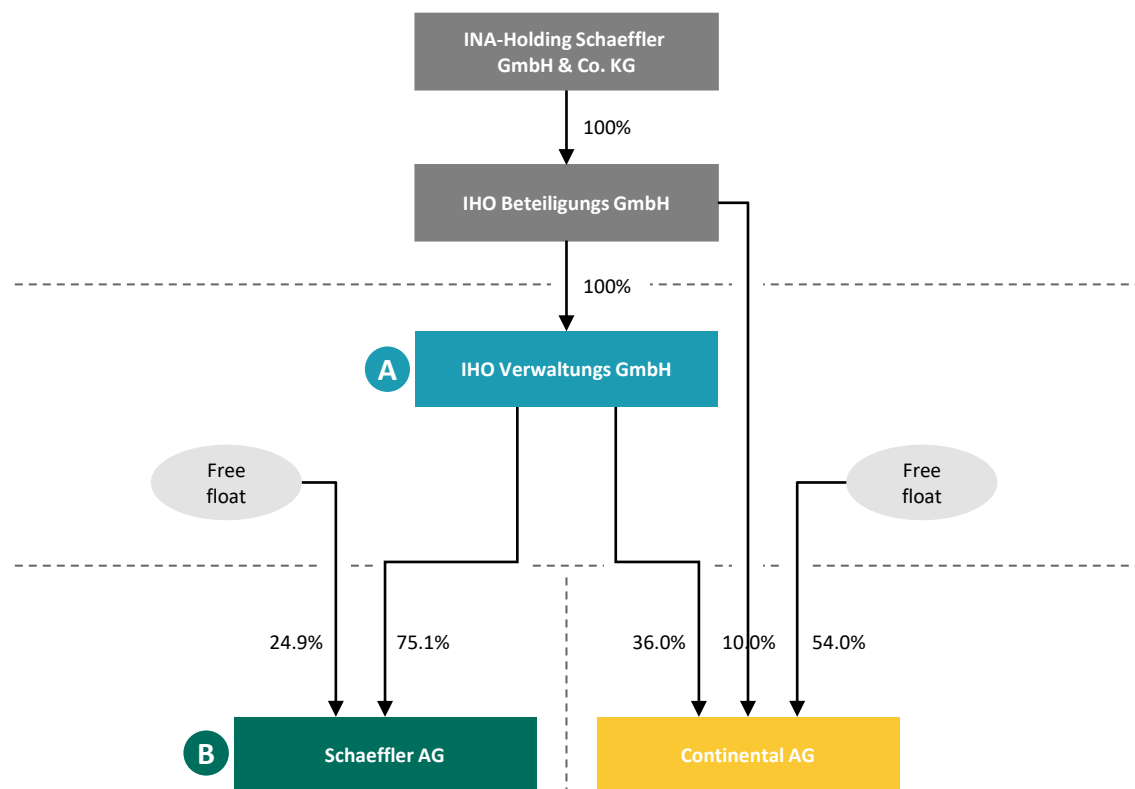 INA-Holding Schaeffler
GmbH & Co. KG
100%
IHO Beteiligungs GmbH
100%
A
IHO Verwaltungs GmbH
Free
float
Free
float
24.9%
75.1%
36.0%
10.0%
54.0%
B
Schaeffler AG
Continental AG